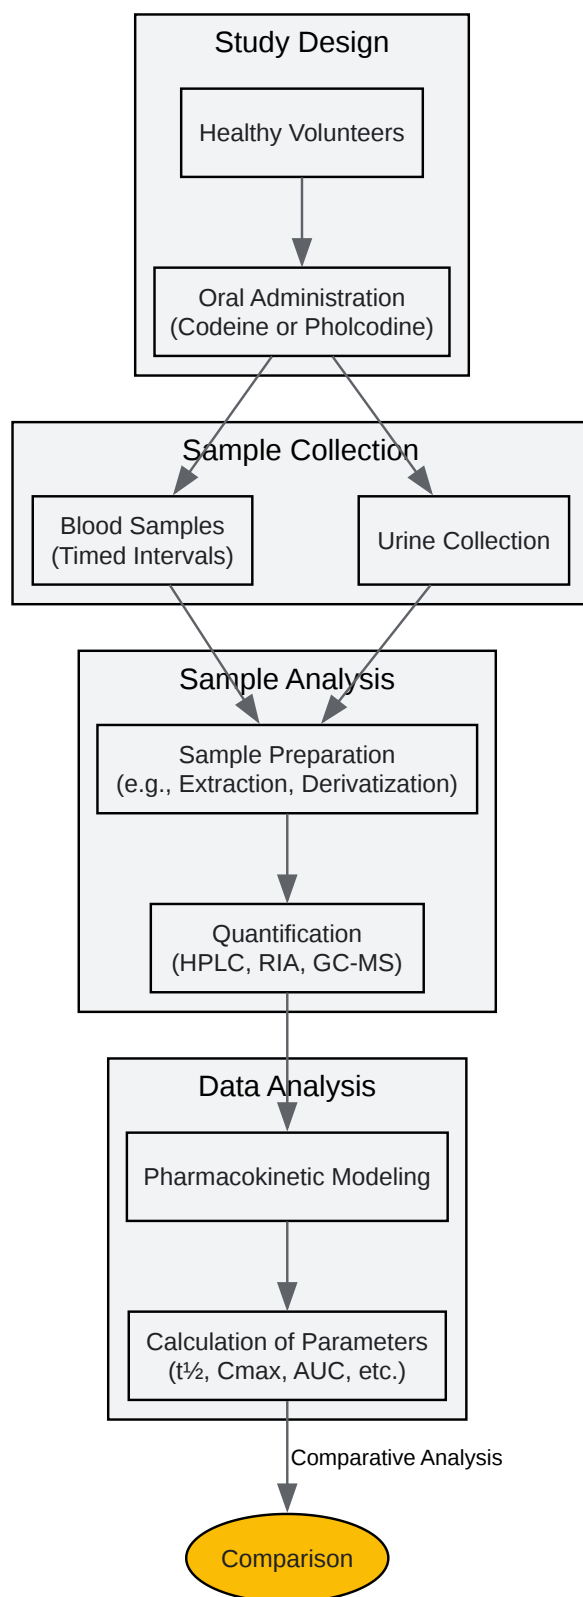 Study Design
Healthy Volunteers
Oral Administration
(Codeine or Pholcodine)
Sample Collection
Blood Samples
(Timed Intervals)
Urine Collection
Sample Analysis
Sample Preparation
(e.g., Extraction, Derivatization)
Quantification
(HPLC, RIA, GC-MS)
Data Analysis
Pharmacokinetic Modeling
Calculation of Parameters
(t½, Cmax, AUC, etc.)
Comparative Analysis
Comparison